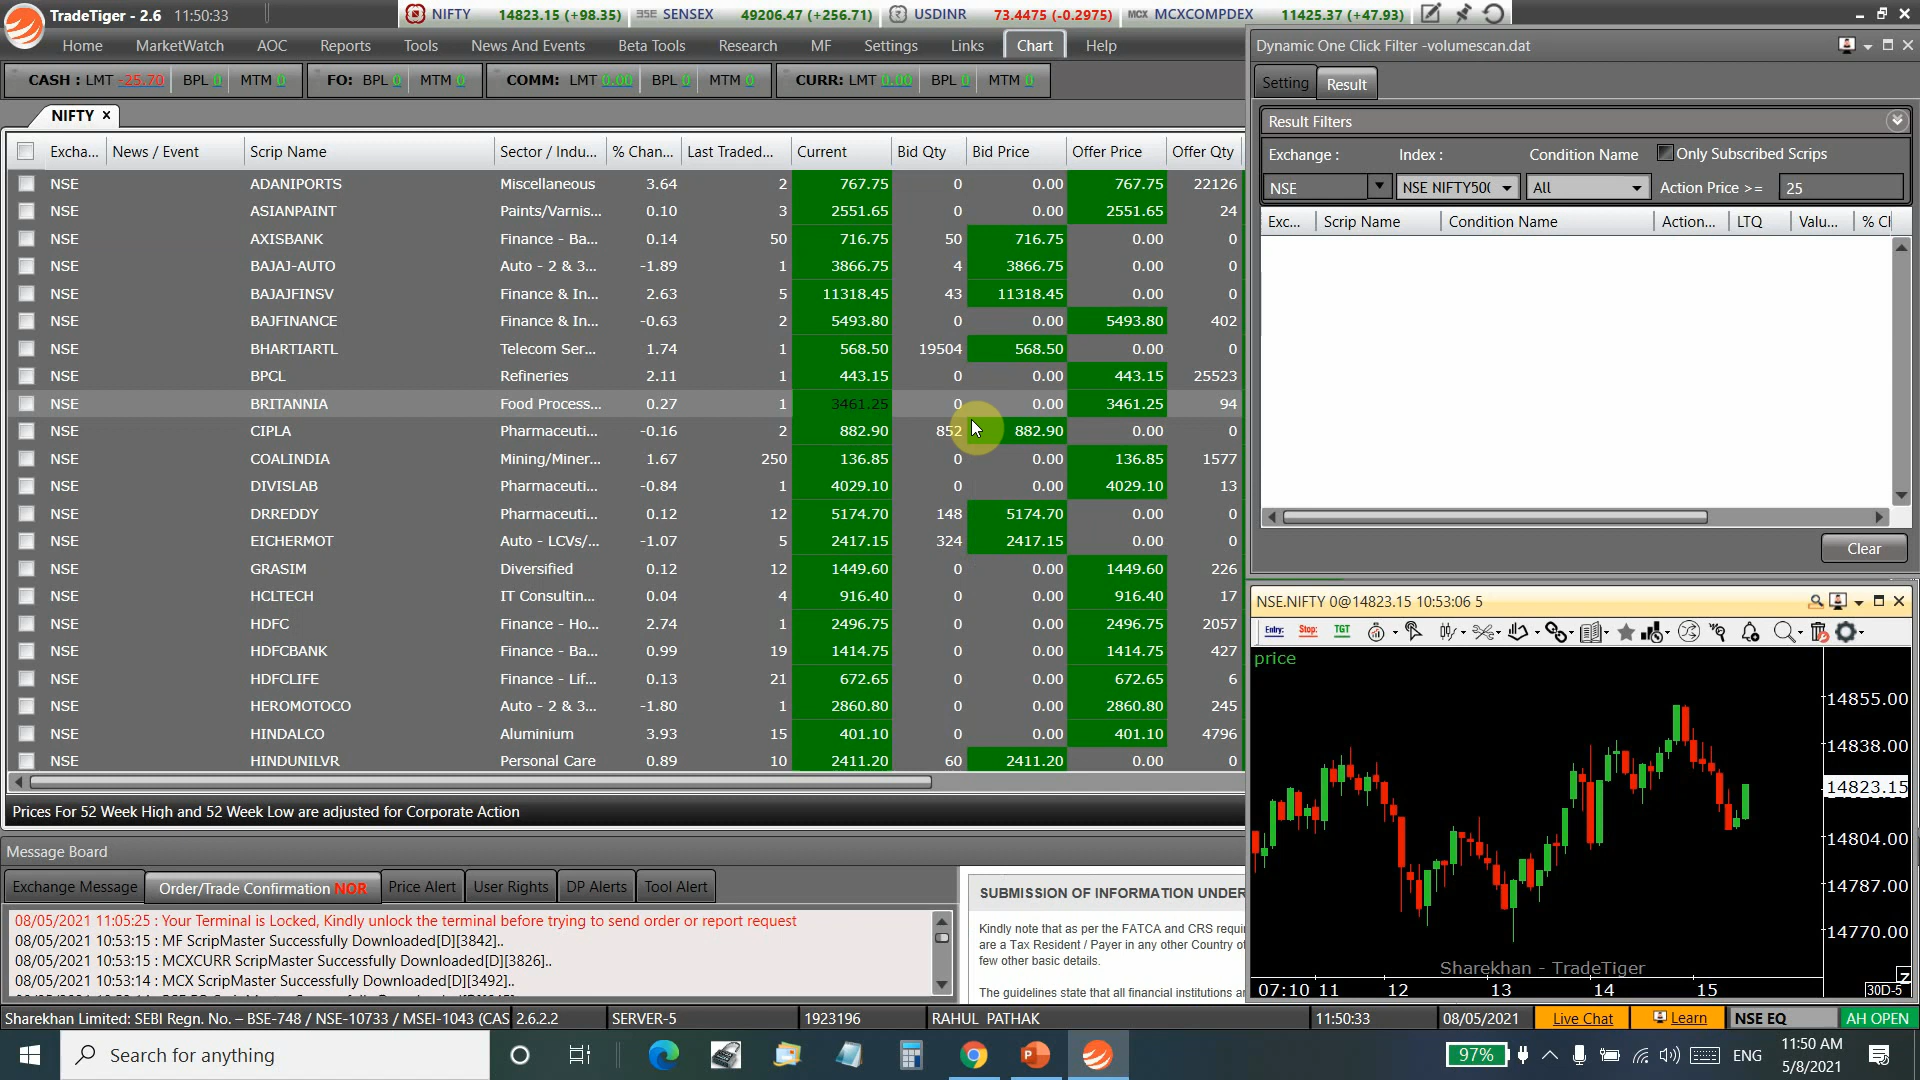 TradeTiger - 2.6 11:50:33
NIFTY 14823.15 (+98.35) SENSEX 49206.47 (+256.71) USDINR 73.4475 (-0.2975) MCX MCXCOMPDEX 11425.37 (+47.93)
Home MarketWatch AOC Reports Tools News And Events Beta Tools Research MF Settings Links Chart Help
CASH : LMT -25.70 BPL 0 MTM 0 FO: BPL 0 MTM 0 COMM: LMT 0.00 BPL 0 MTM 0 CURR: LMT 0.00 BPL 0 MTM 0
NIFTY ×
Excha... News / Event Scrip Name Sector / Indu... % Chan... Last Traded... Current Bid Qty Bid Price Offer Price Offer Qty
NSE ADANIPORTS Miscellaneous 3.64 2 767.75 0 0.00 767.75 22126
NSE ASIANPAINT Paints/Varnis... 0.10 3 2551.65 0 0.00 2551.65 24
NSE AXISBANK Finance - Ba... 0.14 50 716.75 50 716.75 0.00 0
NSE BAJAJ-AUTO Auto - 2 & 3... -1.89 1 3866.75 4 3866.75 0.00 0
NSE BAJAJFINSV Finance & In... 2.63 5 11318.45 43 11318.45 0.00 0
NSE BAJFINANCE Finance & In... -0.63 2 5493.80 0 0.00 5493.80 402
NSE BHARTIARTL Telecom Ser... 1.74 1 568.50 19504 568.50 0.00 0
NSE BPCL Refineries 2.11 1 443.15 0 0.00 443.15 25523
NSE BRITANNIA Food Process... 0.27 1 3461.25 0 0.00 3461.25 94
NSE CIPLA Pharmaceuti... -0.16 2 882.90 852 882.90 0.00 0
NSE COALINDIA Mining/Miner... 1.67 250 136.85 0 0.00 136.85 1577
NSE DIVISLAB Pharmaceuti... -0.84 1 4029.10 0 0.00 4029.10 13
NSE DRREDDY Pharmaceuti... 0.12 12 5174.70 148 5174.70 0.00 0
NSE EICHERMOT Auto - LCVs/... -1.07 5 2417.15 324 2417.15 0.00 0
NSE GRASIM Diversified 0.12 12 1449.60 0 0.00 1449.60 226
NSE HCLTECH IT Consultin... 0.04 4 916.40 0 0.00 916.40 17
NSE HDFC Finance - Ho... 2.74 1 2496.75 0 0.00 2496.75 2057
NSE HDFCBANK Finance - Ba... 0.99 19 1414.75 0 0.00 1414.75 427
NSE HDFCLIFE Finance - Lif... 0.13 21 672.65 0 0.00 672.65 6
NSE HEROMOTOCO Auto - 2 & 3... -1.80 1 2860.80 0 0.00 2860.80 245
NSE HINDALCO Aluminium 3.93 15 401.10 0 0.00 401.10 4796
NSE HINDUNILVR Personal Care 0.89 10 2411.20 60 2411.20 0.00 0
Prices For 52 Week High and 52 Week Low are adjusted for Corporate Action
Message Board
Exchange Message Order/Trade Confirmation NOR Price Alert User Rights DP Alerts Tool Alert
08/05/2021 11:05:25 : Your Terminal is Locked, Kindly unlock the terminal before trying to send order or report request
08/05/2021 10:53:15 : MF ScripMaster Successfully Downloaded[D][3842]..
08/05/2021 10:53:15 : MCXCURR ScripMaster Successfully Downloaded[D][3826]..
08/05/2021 10:53:14 : MCX ScripMaster Successfully Downloaded[D][3492]..
SUBMISSION OF INFORMATION UNDER
Kindly note that as per the FATCA and CRS requi
are a Tax Resident / Payer in any other Country of
few other basic details.
The guidelines state that all financial institutions a
Dynamic One Click Filter -volumescan.dat
Setting Result
Result Filters
Exchange : Index : Condition Name Only Subscribed Scrips
NSE NSE NIFTY50( All Action Price >= 25
Exc... Scrip Name Condition Name Action... LTQ Valu... % Cl
Clear
NSE.NIFTY 0@14823.15 10:53:06 5
Entry: Stop: TGT
price
14855.00
14838.00
14823.15
14804.00
14787.00
14770.00
Sharekhan - TradeTiger
Z
07:10 11 12 13 14 15 30D-5
Sharekhan Limited: SEBI Regn. No. – BSE-748 / NSE-10733 / MSEI-1043 (CAS 2.6.2.2 SERVER-5 1923196 RAHUL PATHAK 11:50:33 08/05/2021 Live Chat Learn NSE EQ AH OPEN
Search for anything 97% ENG 11:50 AM
5/8/2021